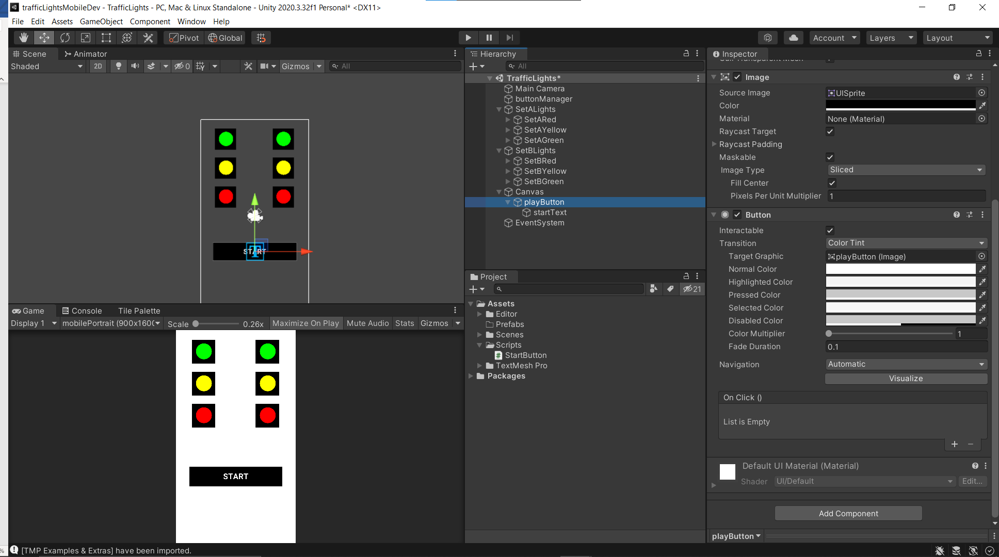 trafficLightsMobileDev - TrafficLights - PC, Mac & Linux Standalone - Unity 2020.3.32f1 Personal* <DX11>
File Edit Assets GameObject Component Window Help
Pivot Global Account Layers Layout
Scene Animator
Shaded 2D 0 Gizmos All
START
Game Console Tile Palette
Display 1 mobilePortrait (900x160( Scale 0.26x Maximize On Play Mute Audio Stats Gizmos
START
Hierarchy
All
TrafficLights*
Main Camera
buttonManager
SetALights
SetARed
SetAYellow
SetAGreen
SetBLights
SetBRed
SetBYellow
SetBGreen
Canvas
playButton
startText
EventSystem
Project
21
Assets
Editor
Prefabs
Scenes
Scripts
StartButton
TextMesh Pro
Packages
Inspector
Image
Source Image UISprite
Color
Material None (Material)
Raycast Target
Raycast Padding
Maskable
Image Type Sliced
Fill Center
Pixels Per Unit Multiplier 1
Button
Interactable
Transition Color Tint
Target Graphic playButton (Image)
Normal Color
Highlighted Color
Pressed Color
Selected Color
Disabled Color
Color Multiplier 1
Fade Duration 0.1
Navigation Automatic
Visualize
On Click ()
List is Empty
+ −
Default UI Material (Material)
Shader UI/Default Edit...
Add Component
playButton
[TMP Examples & Extras] have been imported.